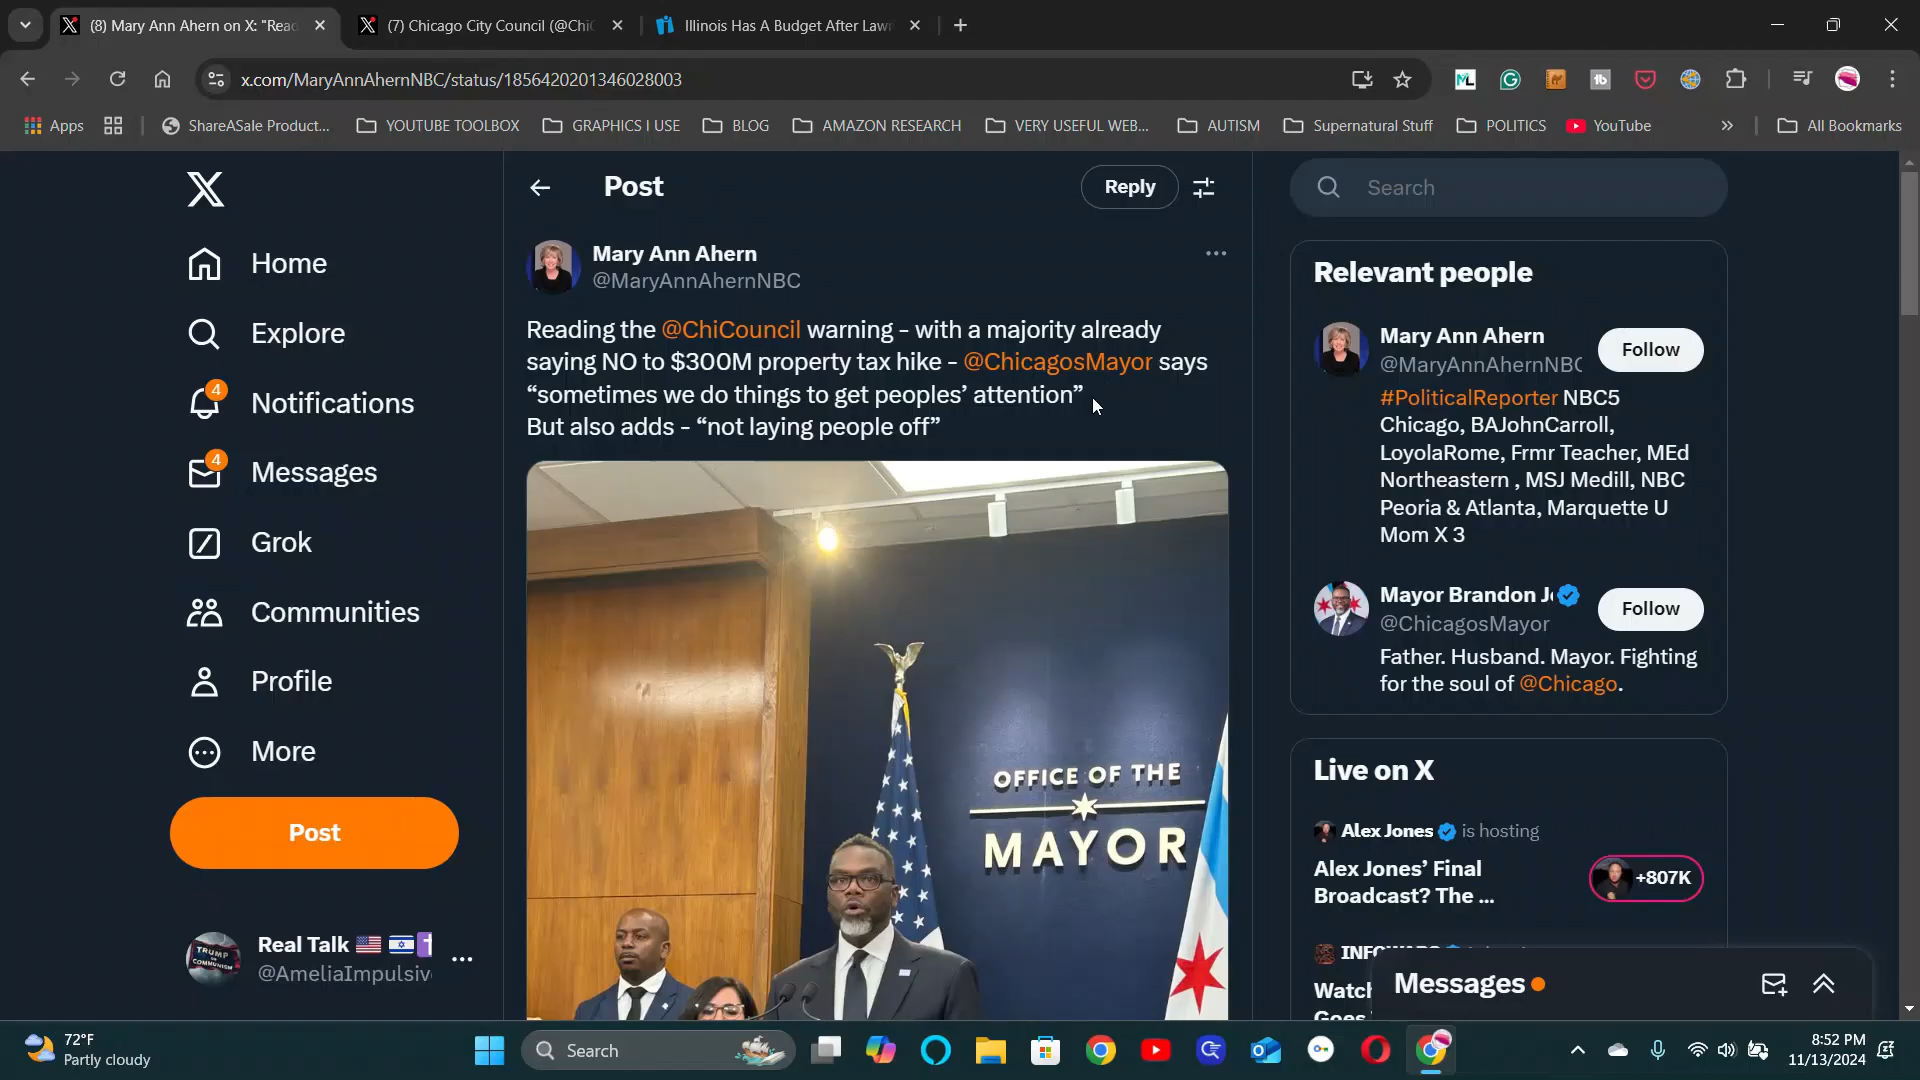 (8) Mary Ann Ahern on X: "Rea
(7) Chicago City Council (@Chi
Illinois Has A Budget After Law
x.com/MaryAnnAhernNBC/status/1856420201346028003
Apps
ShareASale Product...
YOUTUBE TOOLBOX
GRAPHICS I USE
BLOG
AMAZON RESEARCH
VERY USEFUL WEB...
AUTISM
Supernatural Stuff
POLITICS
YouTube
All Bookmarks
Home
Explore
4
Notifications
4
Messages
Grok
Communities
Profile
More
Post
Real Talk
@AmeliaImpulsiv
Post
Reply
Mary Ann Ahern
@MaryAnnAhernNBC
Reading the @ChiCouncil warning - with a majority already
saying NO to $300M property tax hike - @ChicagosMayor says
“sometimes we do things to get peoples’ attention”
But also adds - “not laying people off”
OFFICE OF THE
MAYOR
Search
Relevant people
Mary Ann Ahern
Follow
@MaryAnnAhernNBC
#PoliticalReporter NBC5
Chicago, BAJohnCarroll,
LoyolaRome, Frmr Teacher, MEd
Northeastern , MSJ Medill, NBC
Peoria & Atlanta, Marquette U
Mom X 3
Mayor Brandon J
Follow
@ChicagosMayor
Father. Husband. Mayor. Fighting
for the soul of @Chicago.
Live on X
Alex Jones is hosting
Alex Jones’ Final
Broadcast? The ...
+807K
Messages
72°F
Partly cloudy
Search
8:52 PM
11/13/2024